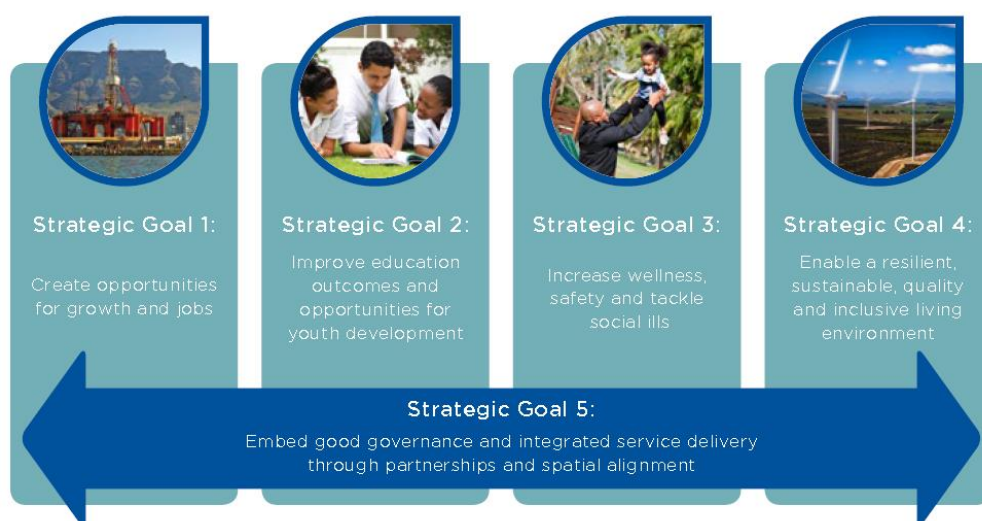 Strategic Goal 1:
Create opportunities
for growth and jobs
Strategic Goal 2:
Improve education
outcomes and
opportunities for
youth development
Strategic Goal 3:
Increase wellness,
safety and tackle
social ills
Strategic Goal 4:
Enable a resilient,
sustainable, quality
and inclusive living
environment
Strategic Goal 5:
Embed good governance and integrated service delivery
through partnerships and spatial alignment